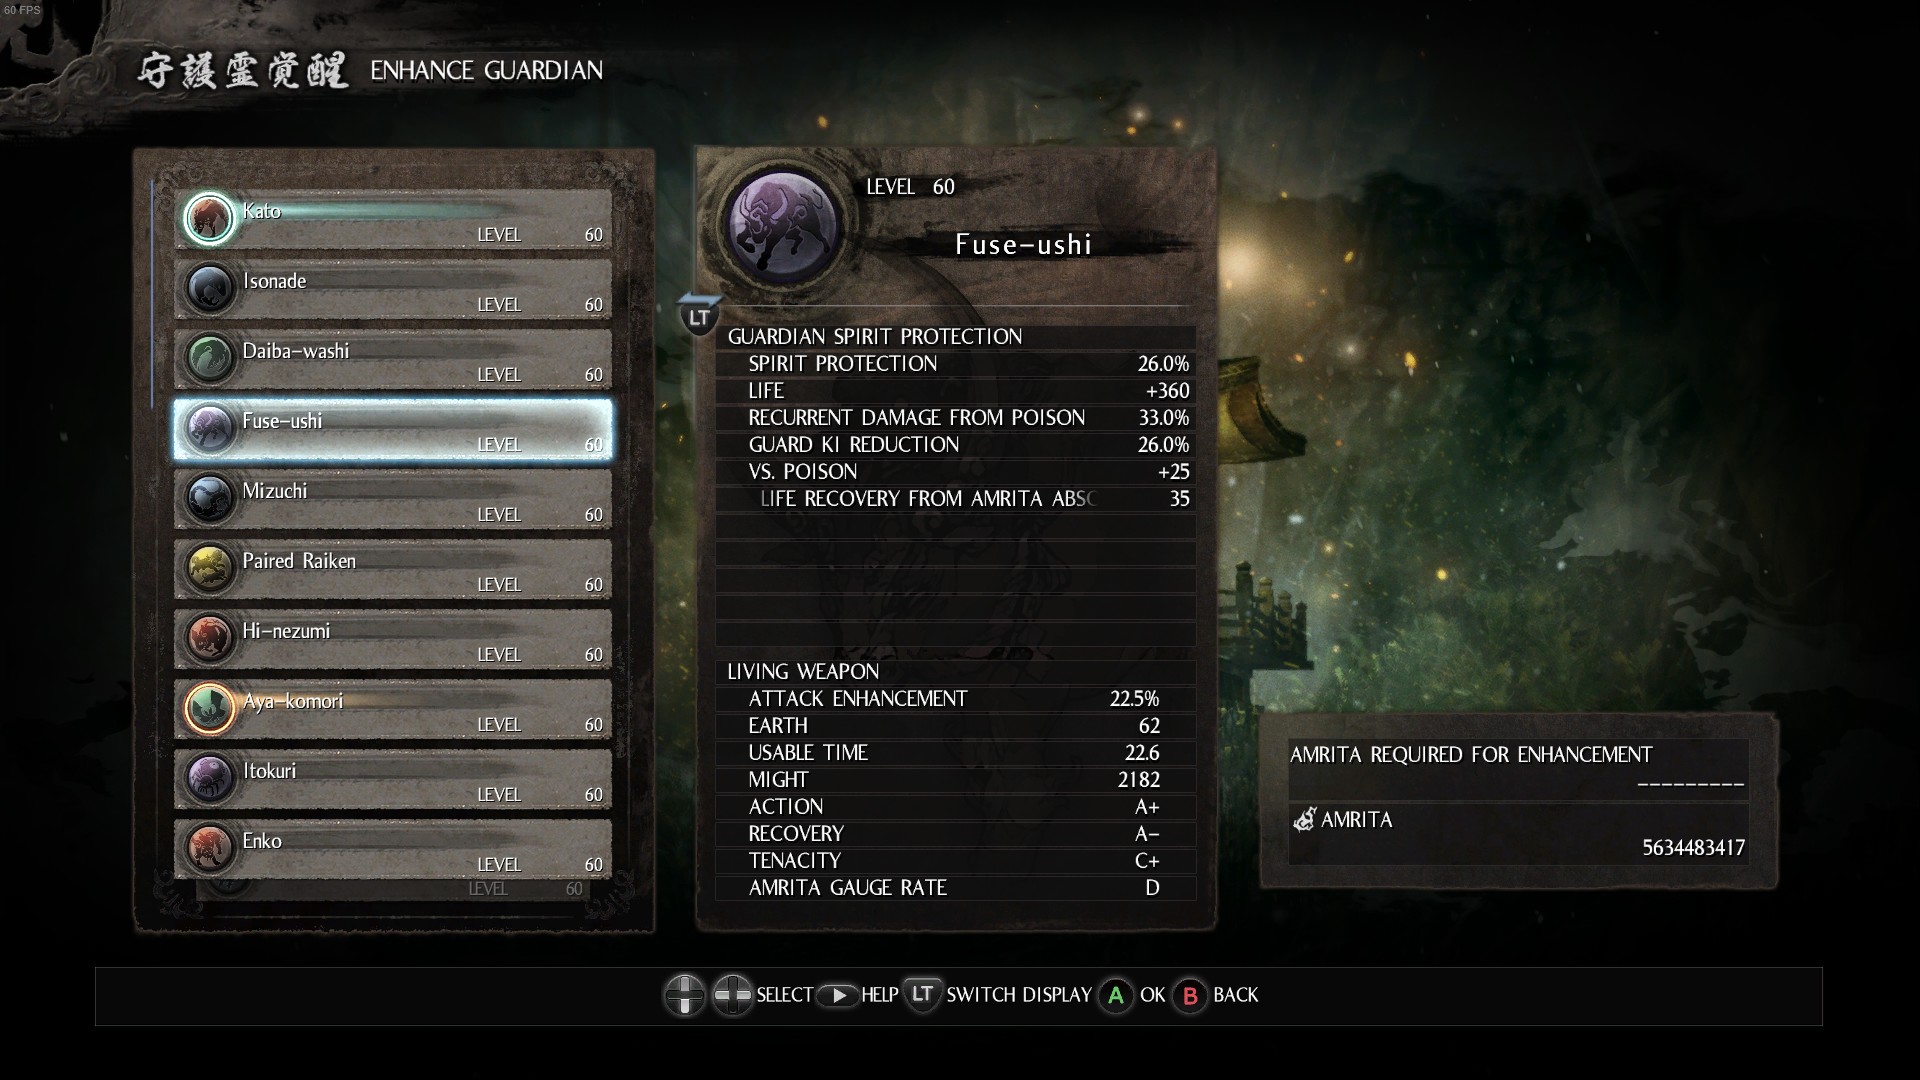 60 FPS
守護霊覚醒 ENHANCE GUARDIAN
Kato
LEVEL 60
Isonade
LEVEL 60
Daiba-washi
LEVEL 60
Fuse-ushi
LEVEL 60
Mizuchi
LEVEL 60
Paired Raiken
LEVEL 60
Hi-nezumi
LEVEL 60
Aya-komori
LEVEL 60
Itokuri
LEVEL 60
Enko
LEVEL 60
LEVEL 60
LEVEL 60
Fuse-ushi
LT
GUARDIAN SPIRIT PROTECTION
SPIRIT PROTECTION 26.0%
LIFE +360
RECURRENT DAMAGE FROM POISON 33.0%
GUARD KI REDUCTION 26.0%
VS. POISON +25
LIFE RECOVERY FROM AMRITA ABSC 35
LIVING WEAPON
ATTACK ENHANCEMENT 22.5%
EARTH 62
USABLE TIME 22.6
MIGHT 2182
ACTION A+
RECOVERY A-
TENACITY C+
AMRITA GAUGE RATE D
AMRITA REQUIRED FOR ENHANCEMENT
---------
AMRITA
5634483417
SELECT HELP LT SWITCH DISPLAY A OK B BACK